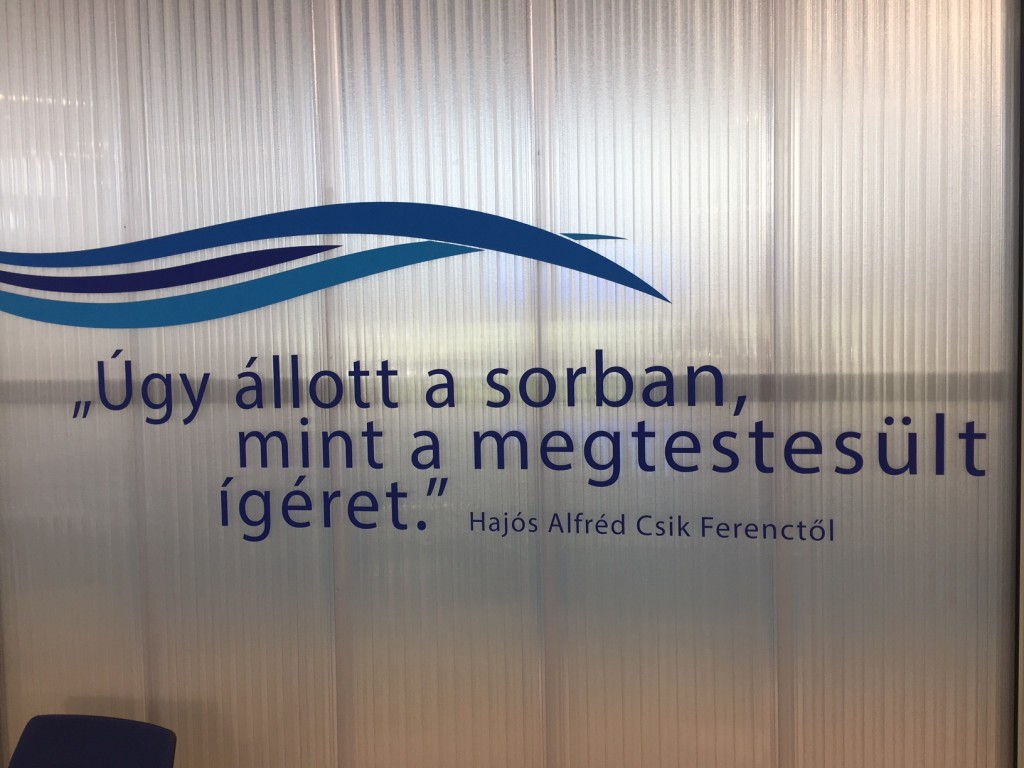 „Úgy állott a sorban,
mint a megtestesült
ígéret.”
Hajós Alfréd Csik Ferenctől